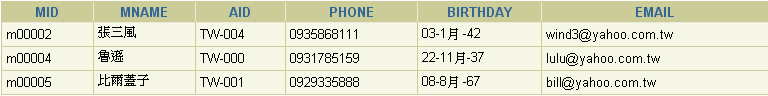 MID MNAME AID PHONE BIRTHDAY EMAIL
m00002 張三風 TW-004 0935868111 03-1月 -42 wind3@yahoo.com.tw
m00004 魯遜 TW-000 0931785159 22-11月-37 lulu@yahoo.com.tw
m00005 比爾蓋子 TW-001 0929335888 08-8月 -67 bill@yahoo.com.tw